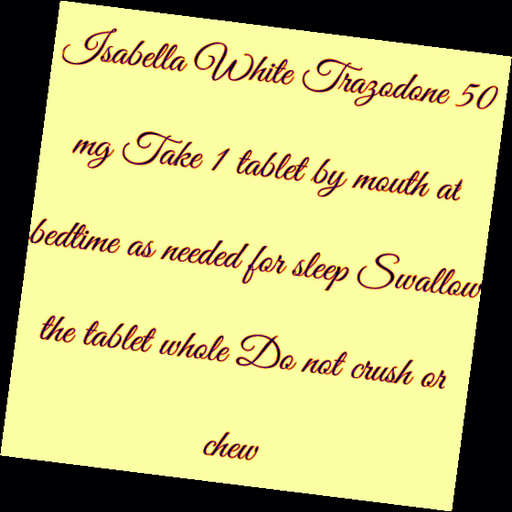 Isabella White Trazodone 50
mg Take 1 tablet by mouth at
bedtime as needed for sleep Swallow
the tablet whole Do not crush or
chew